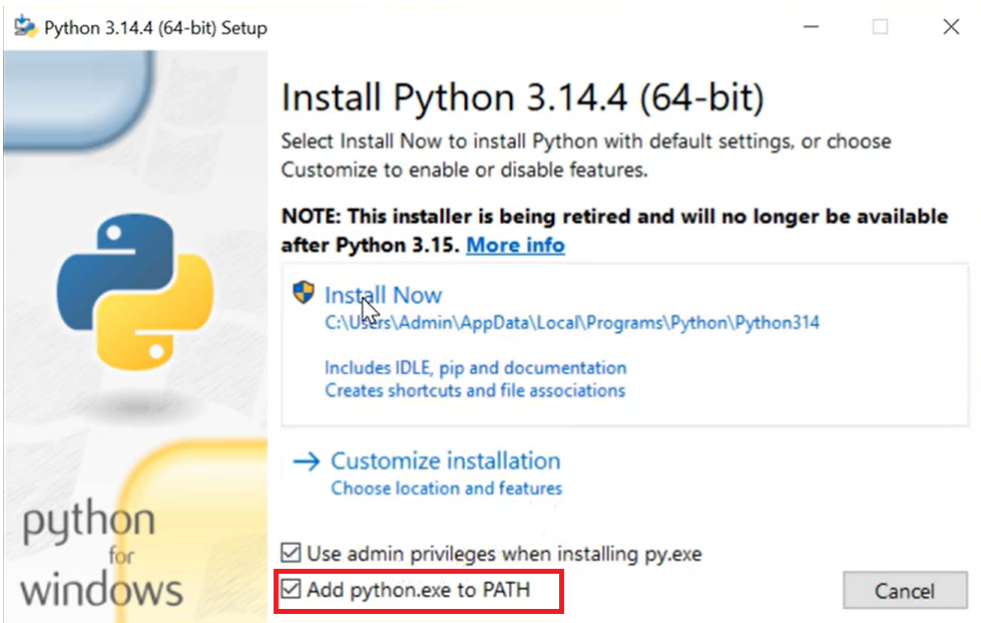 Python 3.14.4 (64-bit) Setup
Install Python 3.14.4 (64-bit)
Select Install Now to install Python with default settings, or choose
Customize to enable or disable features.
NOTE: This installer is being retired and will no longer be available
after Python 3.15. More info
Install Now
C:\Users\Admin\AppData\Local\Programs\Python\Python314
Includes IDLE, pip and documentation
Creates shortcuts and file associations
Customize installation
Choose location and features
python
for
windows
Use admin privileges when installing py.exe
Add python.exe to PATH
Cancel